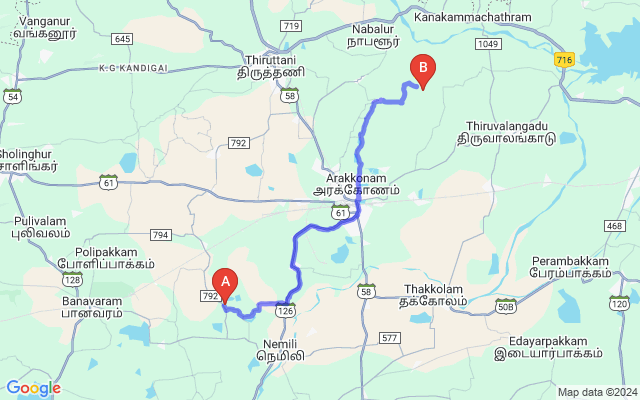 Vanganur
வங்கனூர்
Kanakammachathram
719
Nabalur
நாபளூர்
645
1049
K.G KANDIGAI
Thiruttani
திருத்தணி
716
B
54
58
Thiruvalangadu
திருவாலங்காடு
792
Sholinghur
சோளிங்கர்
61
Arakkonam
அரக்கோணம்
61
Pulivalam
புலிவலம்
794
468
Polipakkam
போளிப்பாக்கம்
Perambakkam
பேரம்பாக்கம்
128
A
792
58
Thakkolam
தக்கோலம்
Banavaram
பாணவரம்
126
50B
120
577
Nemili
நெமிலி
Edayarpakkam
இடையார்பாக்கம்
Google
Map data ©2024